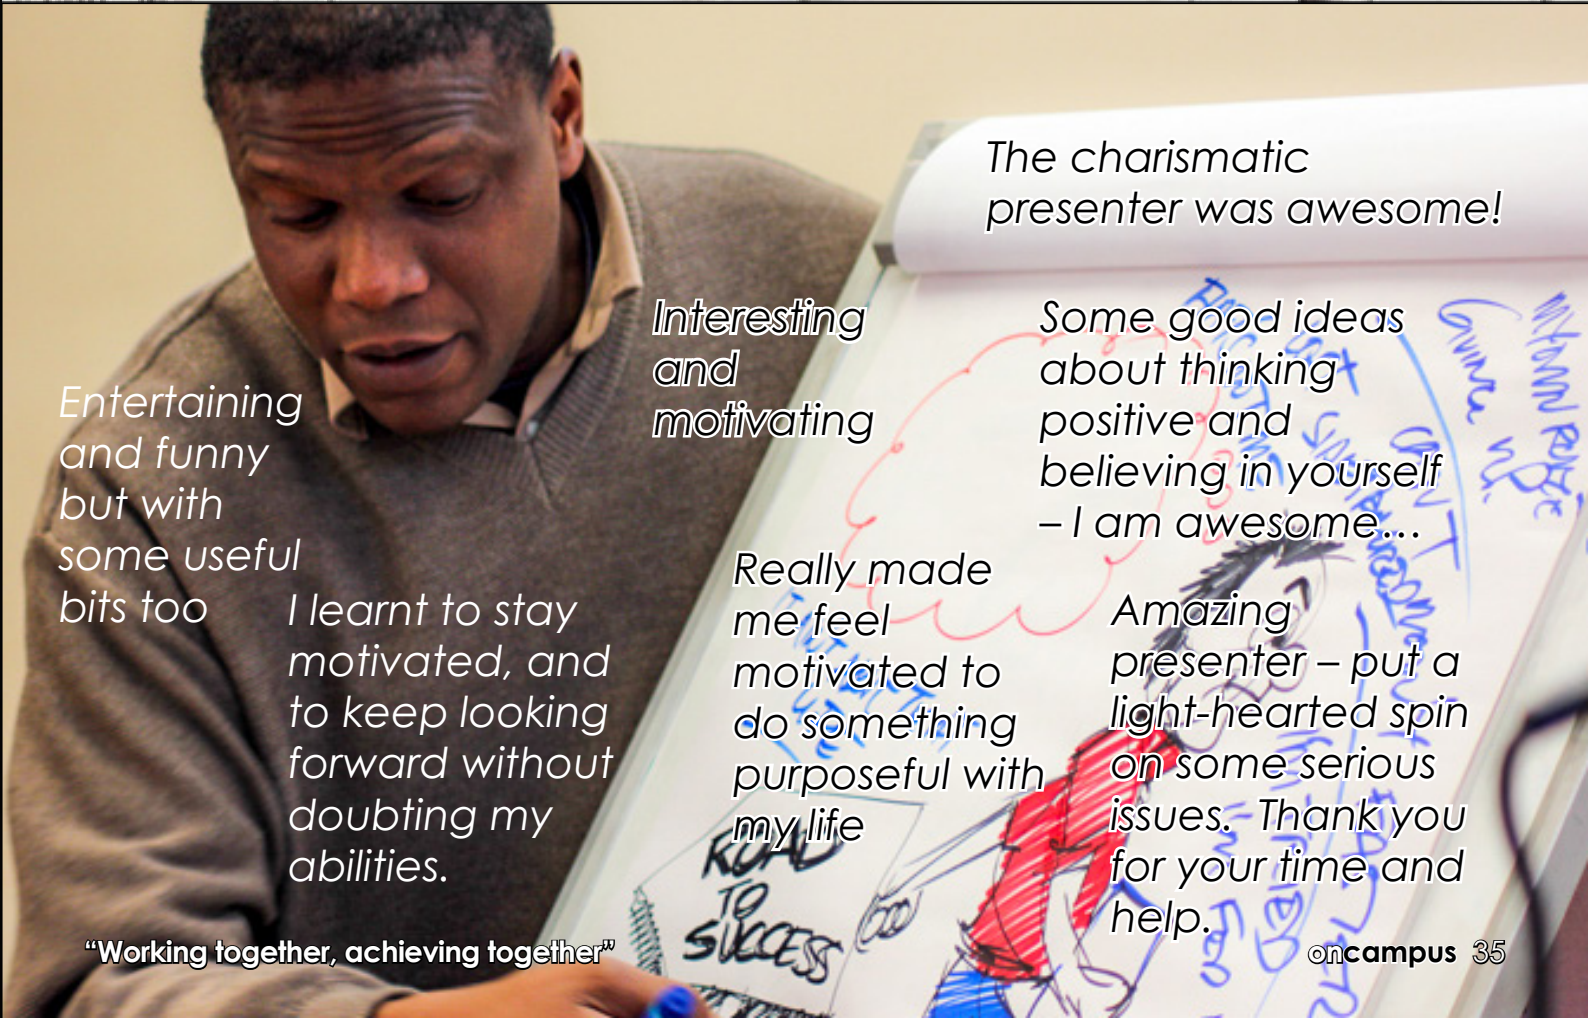 The charismatic
presenter was awesome!
Interesting
and
motivating
Some good ideas
about thinking
positive and
believing in yourself
– I am awesome…
Entertaining
and funny
but with
some useful
bits too
I learnt to stay
motivated, and
to keep looking
forward without
doubting my
abilities.
Really made
me feel
motivated to
do something
purposeful with
my life
Amazing
presenter – put a
light-hearted spin
on some serious
issues.  Thank you
for your time and
help.
ROAD
TO
SUCCESS
“Working together, achieving together”
oncampus 35